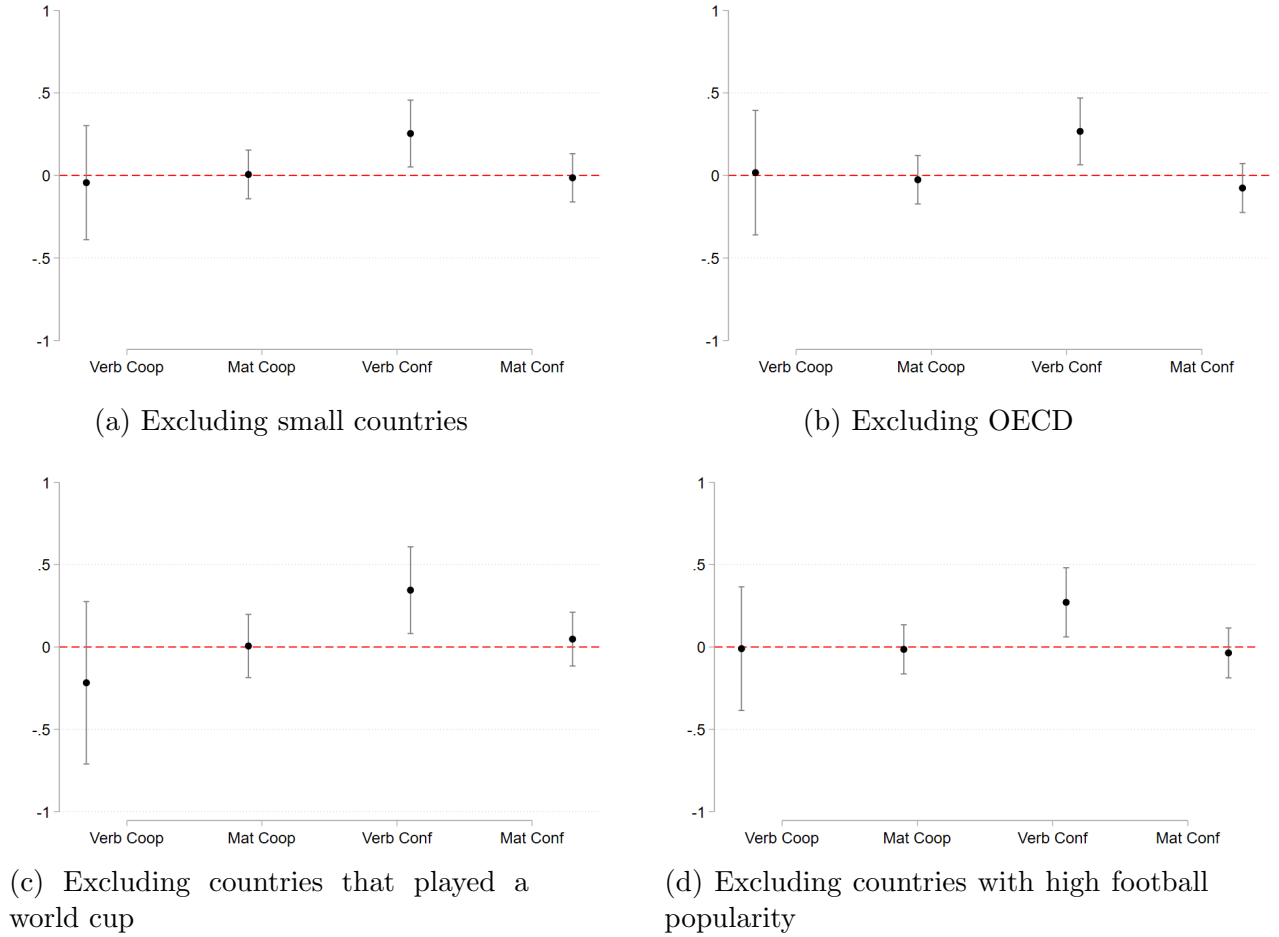 1
.5
0
-.5
-1
Verb Coop Mat Coop Verb Conf Mat Conf
(a) Excluding small countries
1
.5
0
-.5
-1
Verb Coop Mat Coop Verb Conf Mat Conf
(b) Excluding OECD
1
.5
0
-.5
-1
Verb Coop Mat Coop Verb Conf Mat Conf
(c) Excluding countries that played a
world cup
1
.5
0
-.5
-1
Verb Coop Mat Coop Verb Conf Mat Conf
(d) Excluding countries with high football
popularity